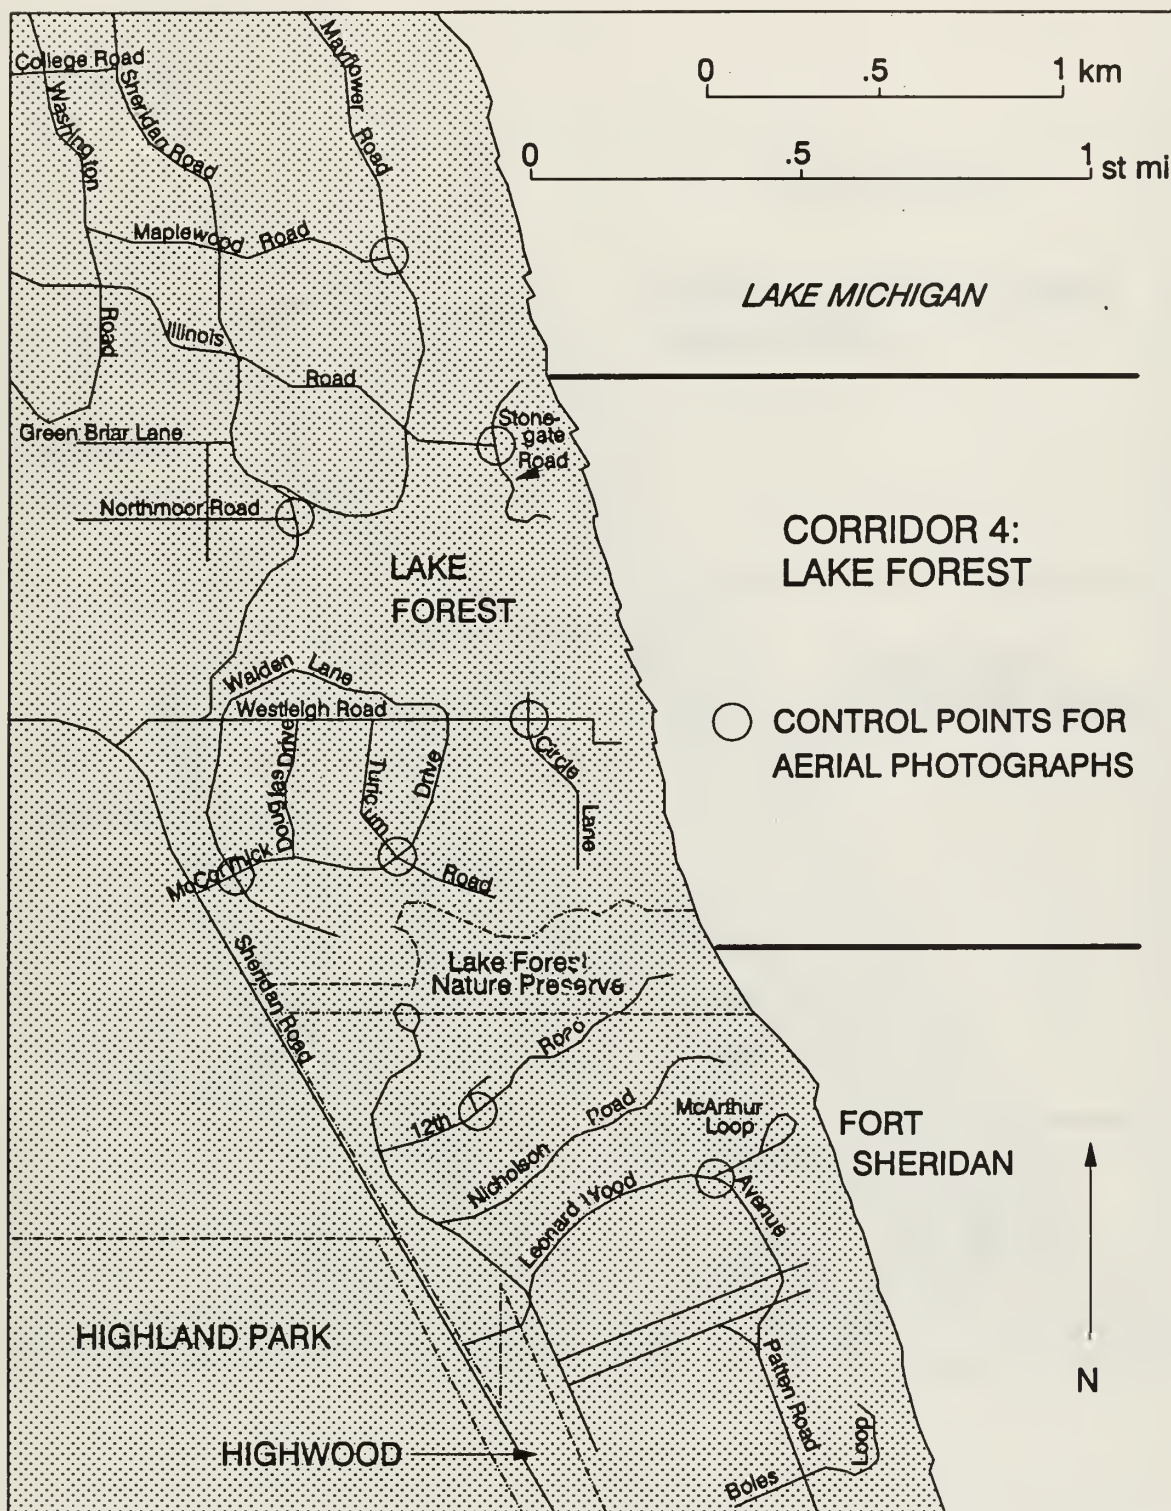 College Road
Mayflower Road
0 .5 1 km
Sheridan Road
Washington Road
0 .5 1 st mi
Maplewood Road
LAKE MICHIGAN
Illinois Road
Stone-
gate
Road
Green Briar Lane
Northmoor Road
CORRIDOR 4:
LAKE FOREST
LAKE
FOREST
Walden Lane
Westleigh Road
CONTROL POINTS FOR
AERIAL PHOTOGRAPHS
Circle Lane
Douglas Drive
Turicum Road
Drive
McCormick
Sheridan Road
Lake Forest
Nature Preserve
12th Road
Nicholson Road
McArthur
Loop
FORT
SHERIDAN
Leonard Wood Avenue
HIGHLAND PARK
Patten Road
N
HIGHWOOD
Boles Loop